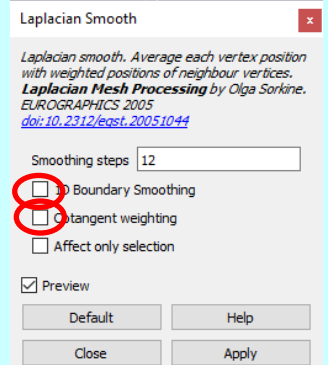 Laplacian Smooth
x
Laplacian smooth. Average each vertex position
with weighted positions of neighbour vertices.
Laplacian Mesh Processing by Olga Sorkine.
EUROGRAPHICS 2005
doi:10.2312/egst.20051044
Smoothing steps 12
1D Boundary Smoothing
Cotangent weighting
Affect only selection
Preview
Default Help
Close Apply